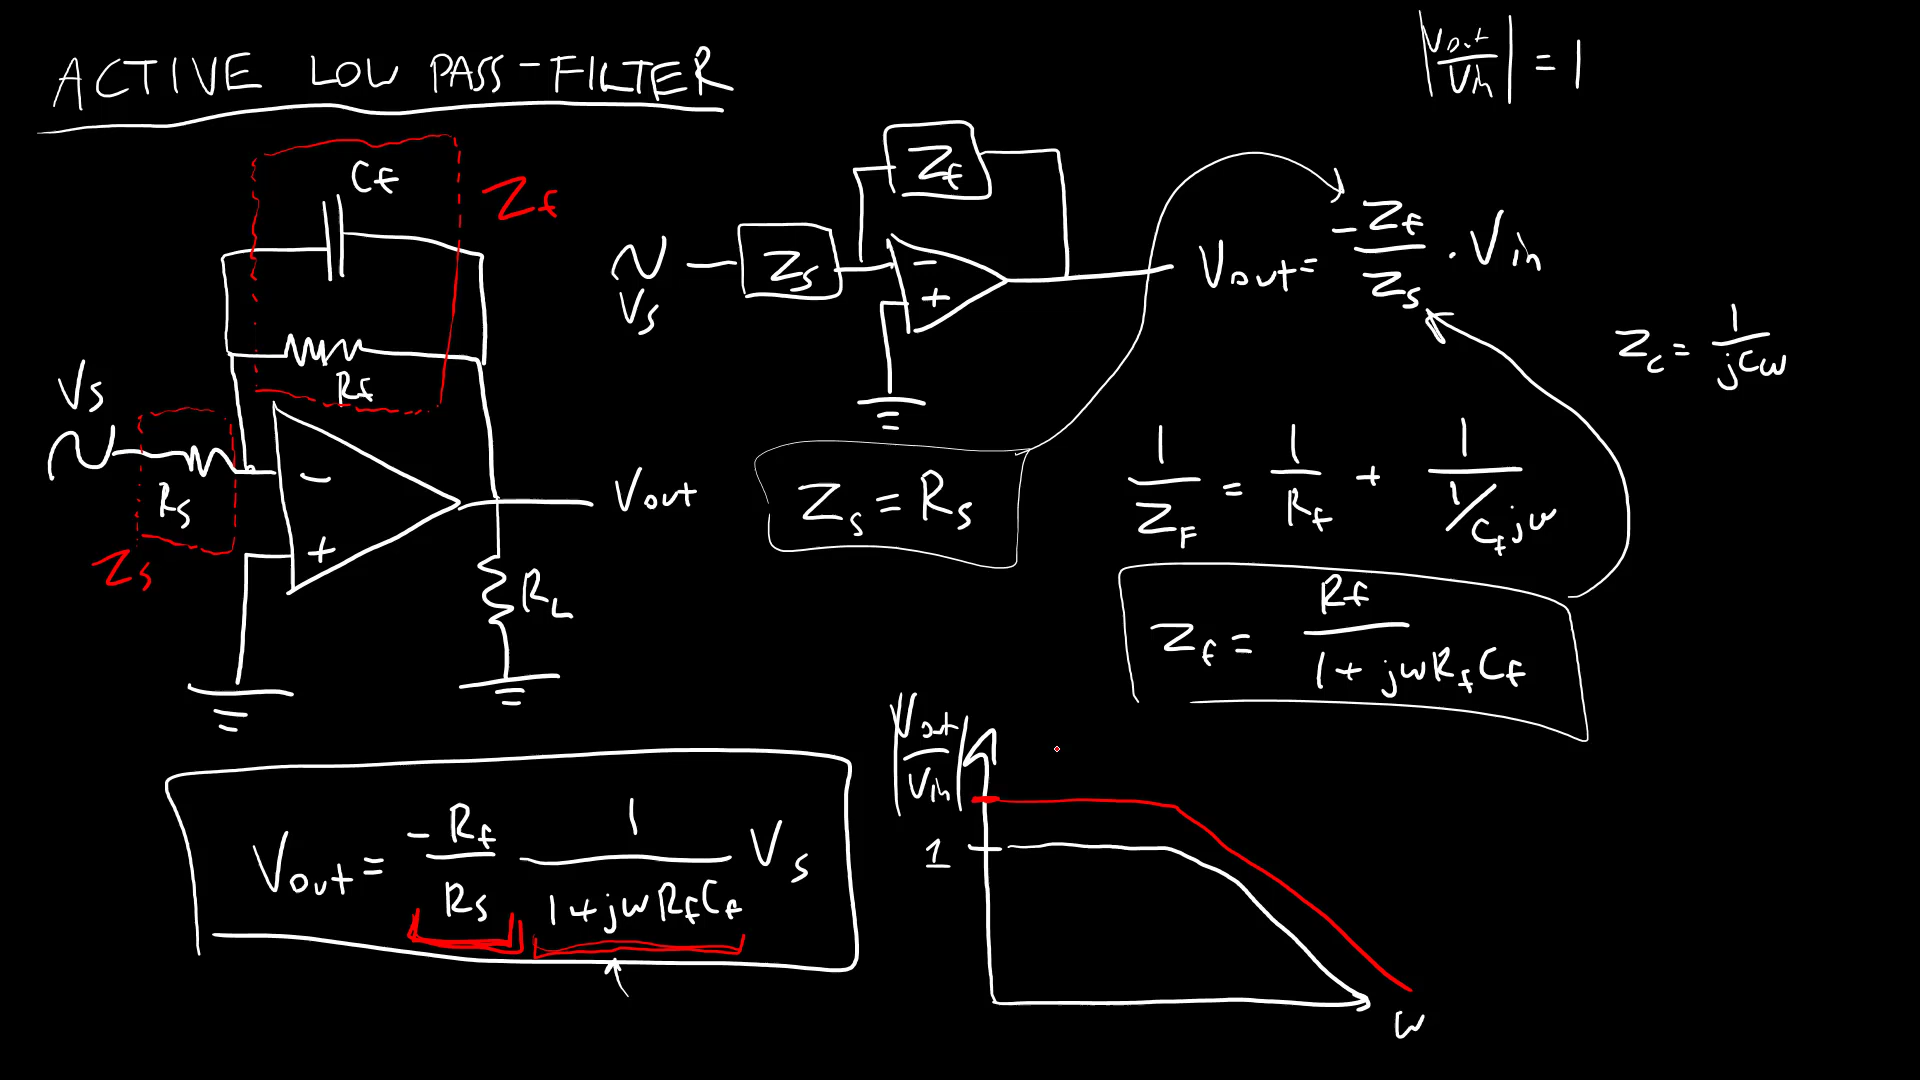 ACTIVE LOW PASS-FILTER
|Vout/Vin| = 1
Cf
Zf
Rf
Vs
Rs
Zs
-
+
Vout
RL
Zf
Vs
Zs
-
+
Vout = -Zf/Zs · Vin
Zc = 1/jCω
Zs = Rs
1/ZF = 1/Rf + 1/(1/Cfjω)
Zf = Rf/(1+jωRfCf)
Vout = -Rf/Rs 1/(1+jωRfCf) Vs
|Vout/Vin|
1
ω